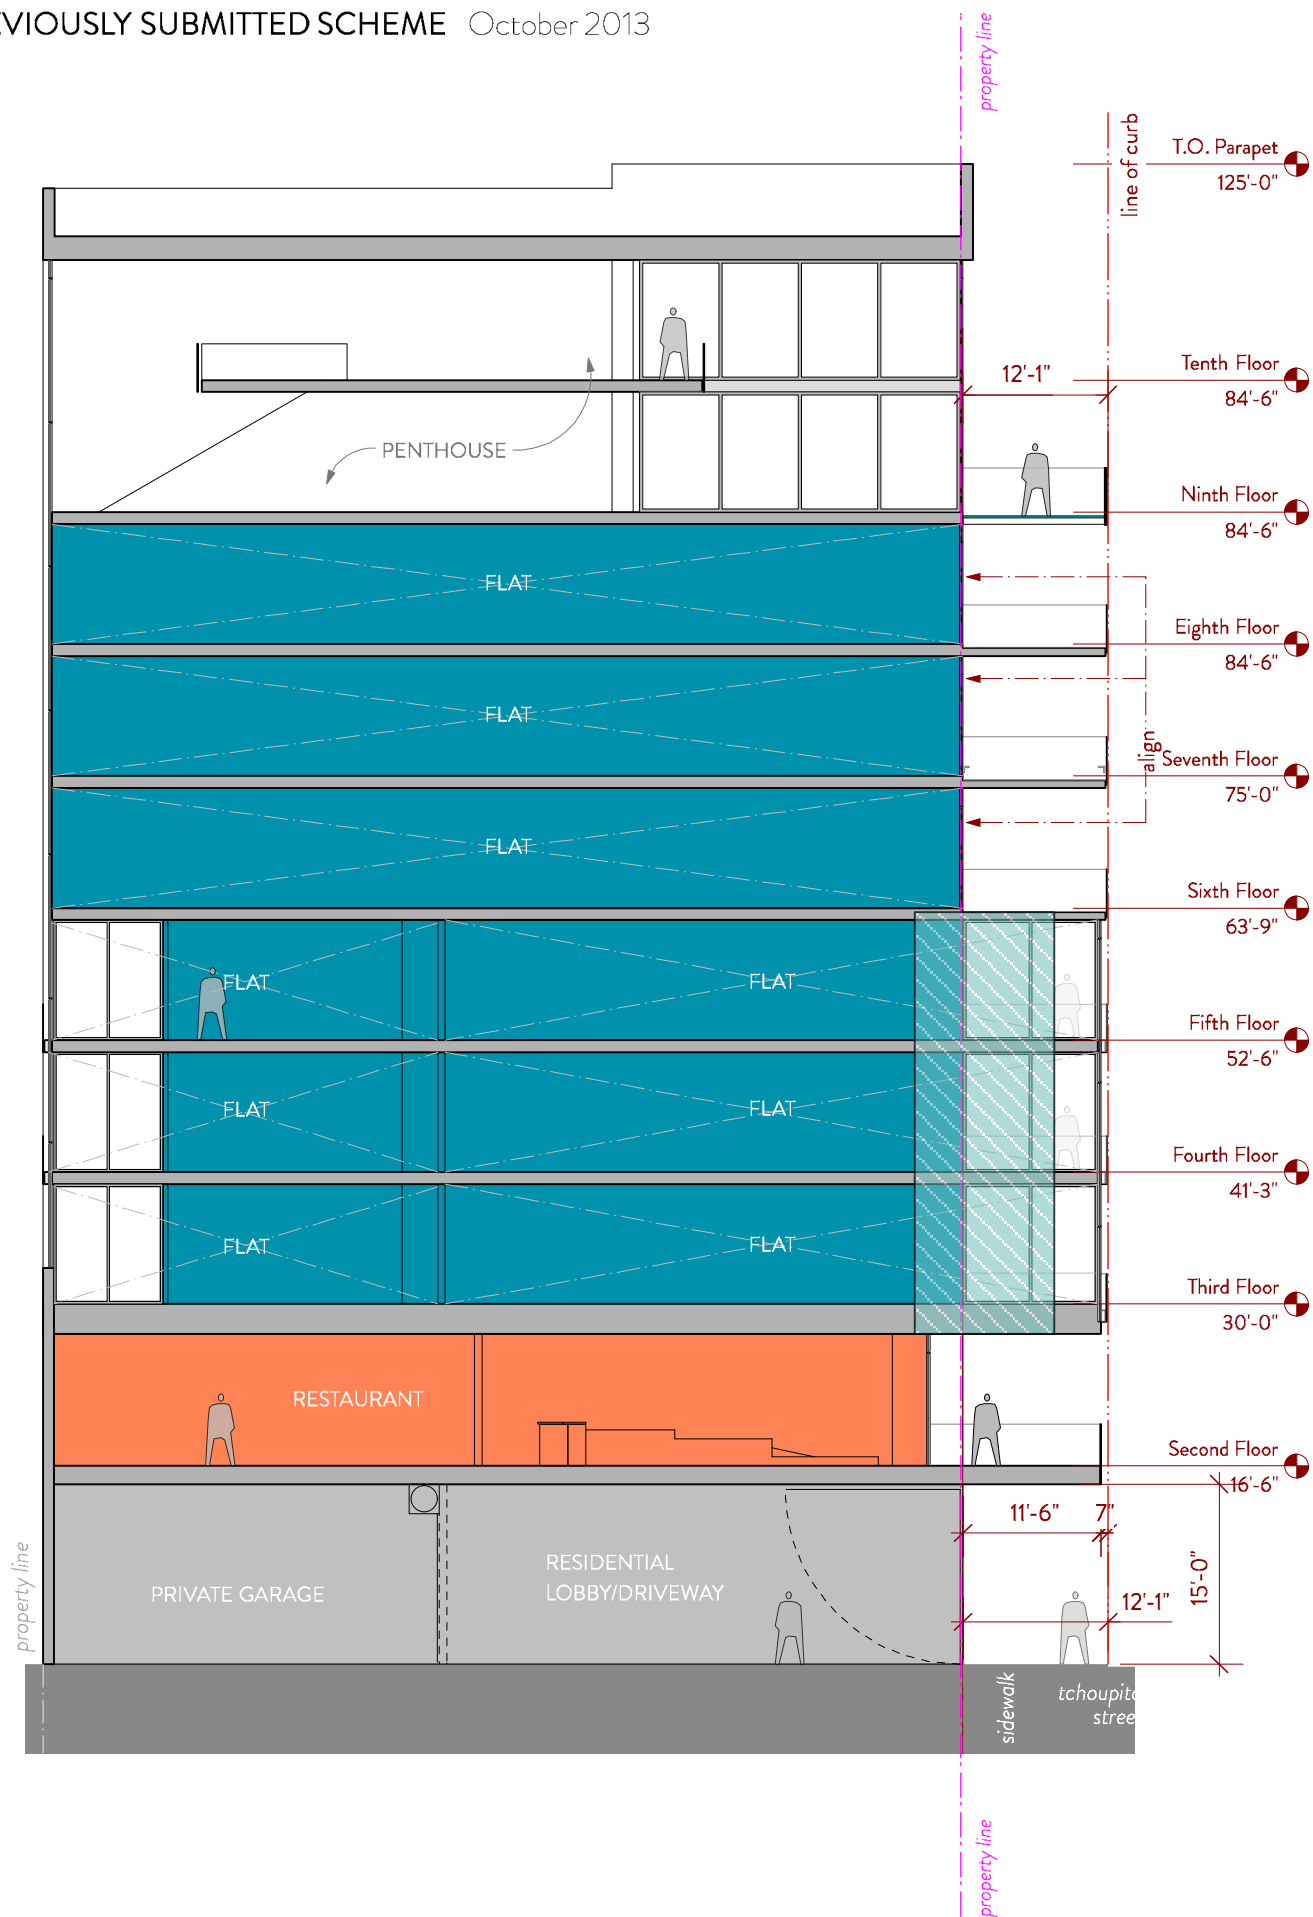 EVIOUSLY SUBMITTED SCHEME October 2013
property line
line of curb
T.O. Parapet
125'-0"
Tenth Floor
84'-6"
12'-1"
PENTHOUSE
Ninth Floor
84'-6"
FLAT
Eighth Floor
84'-6"
FLAT
align
Seventh Floor
75'-0"
FLAT
Sixth Floor
63'-9"
FLAT
FLAT
Fifth Floor
52'-6"
FLAT
FLAT
Fourth Floor
41'-3"
FLAT
FLAT
Third Floor
30'-0"
RESTAURANT
Second Floor
16'-6"
11'-6"
7"
property line
PRIVATE GARAGE
RESIDENTIAL
LOBBY/DRIVEWAY
15'-0"
12'-1"
sidewalk
tchoupito
stree
property line